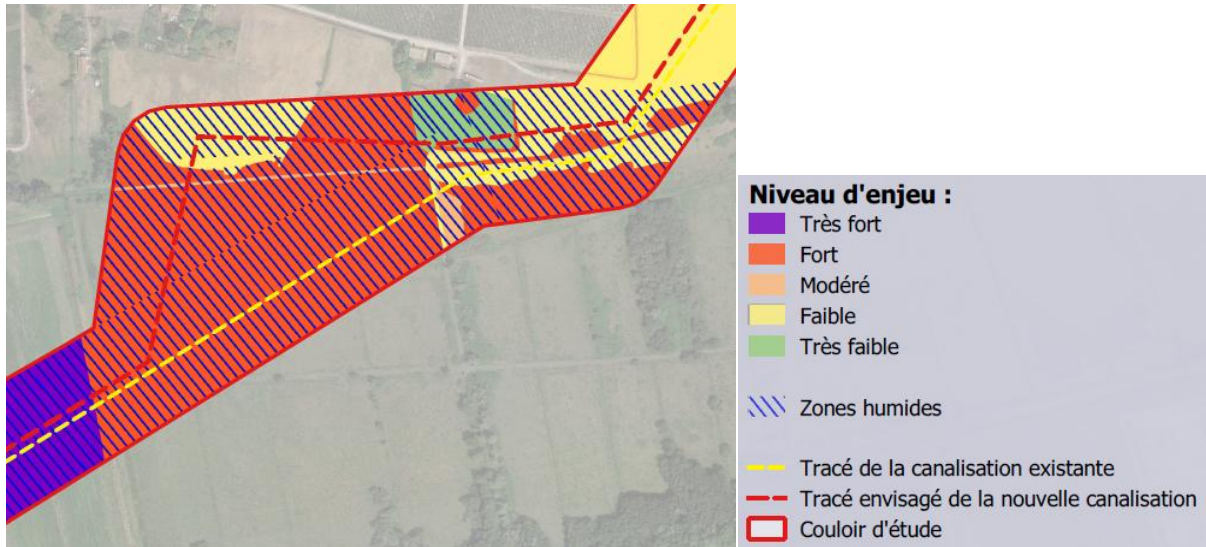 Niveau d'enjeu :
Très fort
Fort
Modéré
Faible
Très faible
Zones humides
Tracé de la canalisation existante
Tracé envisagé de la nouvelle canalisation
Couloir d'étude